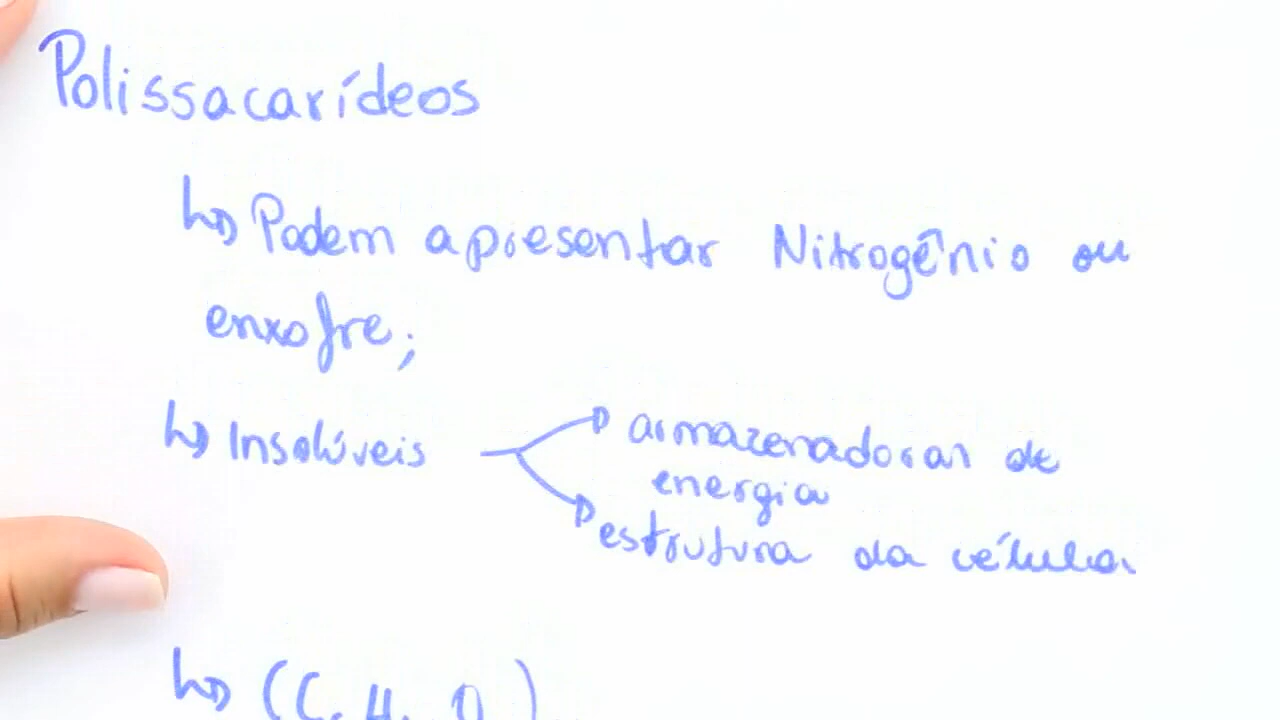 Polissacarídeos
↳ Podem apresentar Nitrogênio ou
enxofre;
↳ Insolúveis → armazenadoras de
energia
→ estrutura da célula
↳ (C H O )